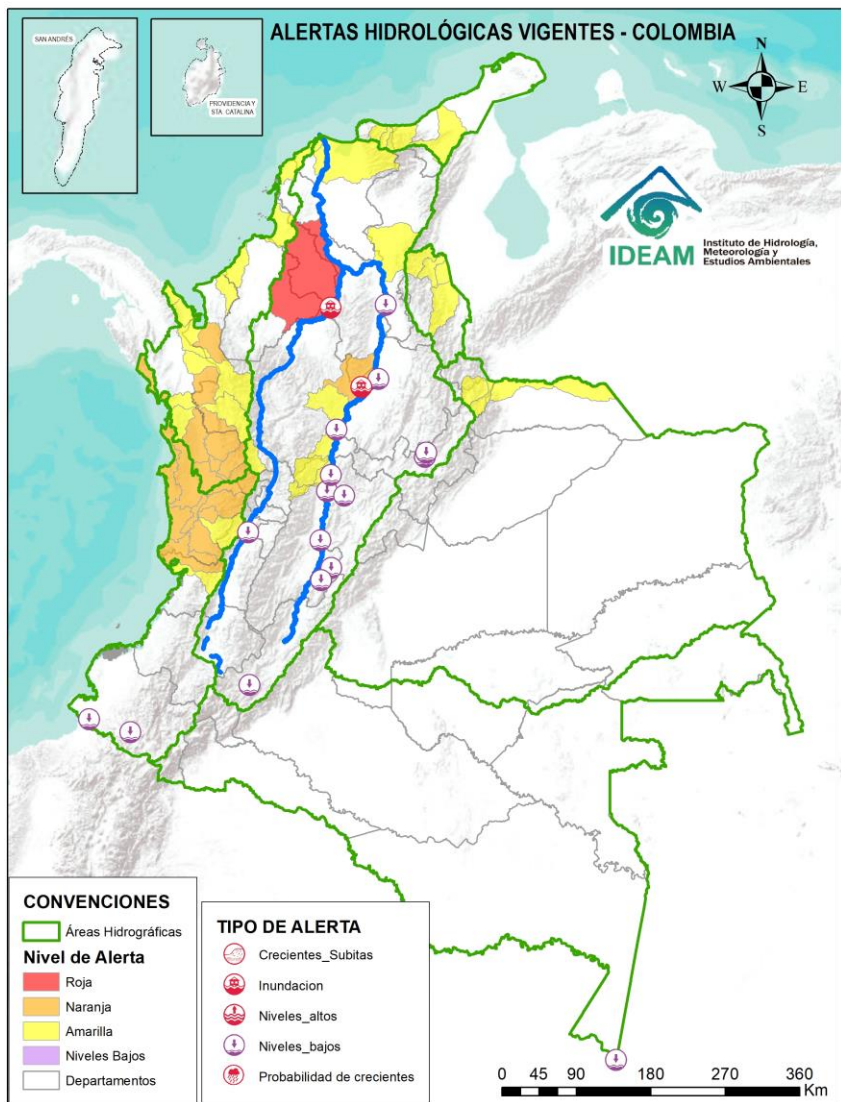 ALERTAS HIDROLÓGICAS VIGENTES - COLOMBIA
SAN ANDRÉS
PROVIDENCIA Y
STA. CATALINA
N
W
E
S
IDEAM
Instituto de Hidrología,
Meteorología y
Estudios Ambientales
CONVENCIONES
Áreas Hidrográficas
Nivel de Alerta
Roja
Naranja
Amarilla
Niveles Bajos
Departamentos
TIPO DE ALERTA
Crecientes_Subitas
Inundacion
Niveles_altos
Niveles_bajos
Probabilidad de crecientes
0 45 90 180 270 360
Km